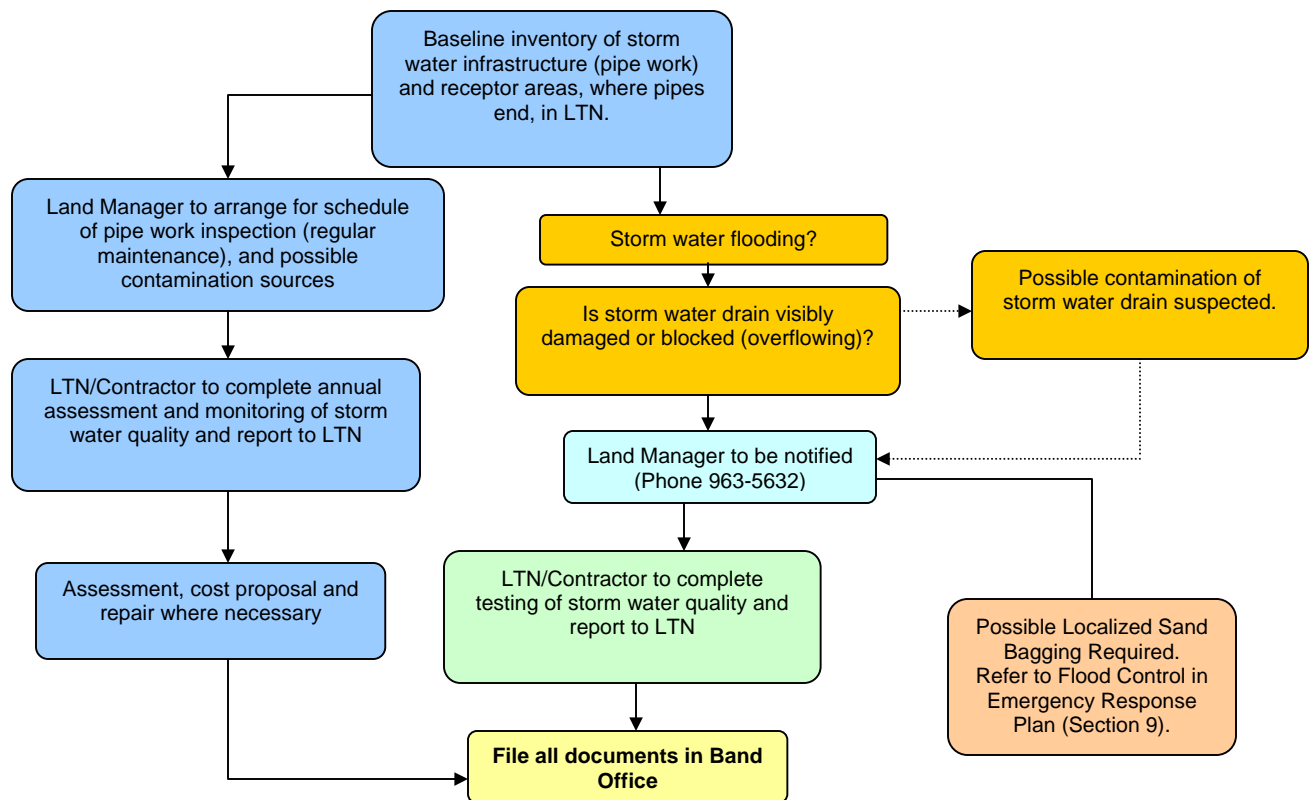 Baseline inventory of storm
water infrastructure (pipe work)
and receptor areas, where pipes
end, in LTN.
Land Manager to arrange for schedule
of pipe work inspection (regular
maintenance), and possible
contamination sources
Storm water flooding?
Possible contamination of
storm water drain suspected.
Is storm water drain visibly
damaged or blocked (overflowing)?
LTN/Contractor to complete annual
assessment and monitoring of storm
water quality and report to LTN
Land Manager to be notified
(Phone 963-5632)
LTN/Contractor to complete
testing of storm water quality and
report to LTN
Assessment, cost proposal and
repair where necessary
Possible Localized Sand
Bagging Required.
Refer to Flood Control in
Emergency Response
Plan (Section 9).
File all documents in Band
Office